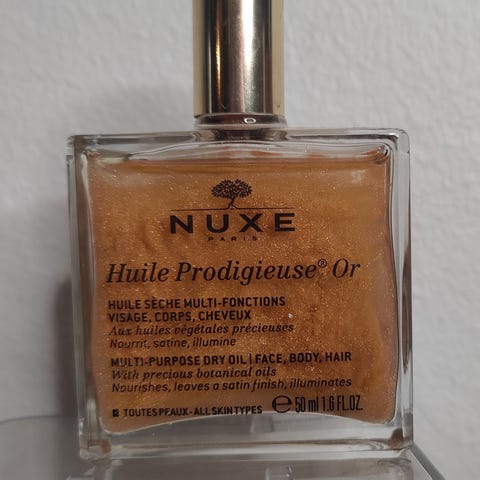 NUXE
PARIS
Huile Prodigieuse® Or
HUILE SÈCHE MULTI-FONCTIONS
VISAGE, CORPS, CHEVEUX
Aux huiles végétales précieuses
Nourrit, satine, illumine
MULTI-PURPOSE DRY OIL | FACE, BODY, HAIR
With precious botanical oils
Nourishes, leaves a satin finish, illuminates
TOUTES PEAUX - ALL SKIN TYPES ℮ 50 ml 1.6 FL.OZ.